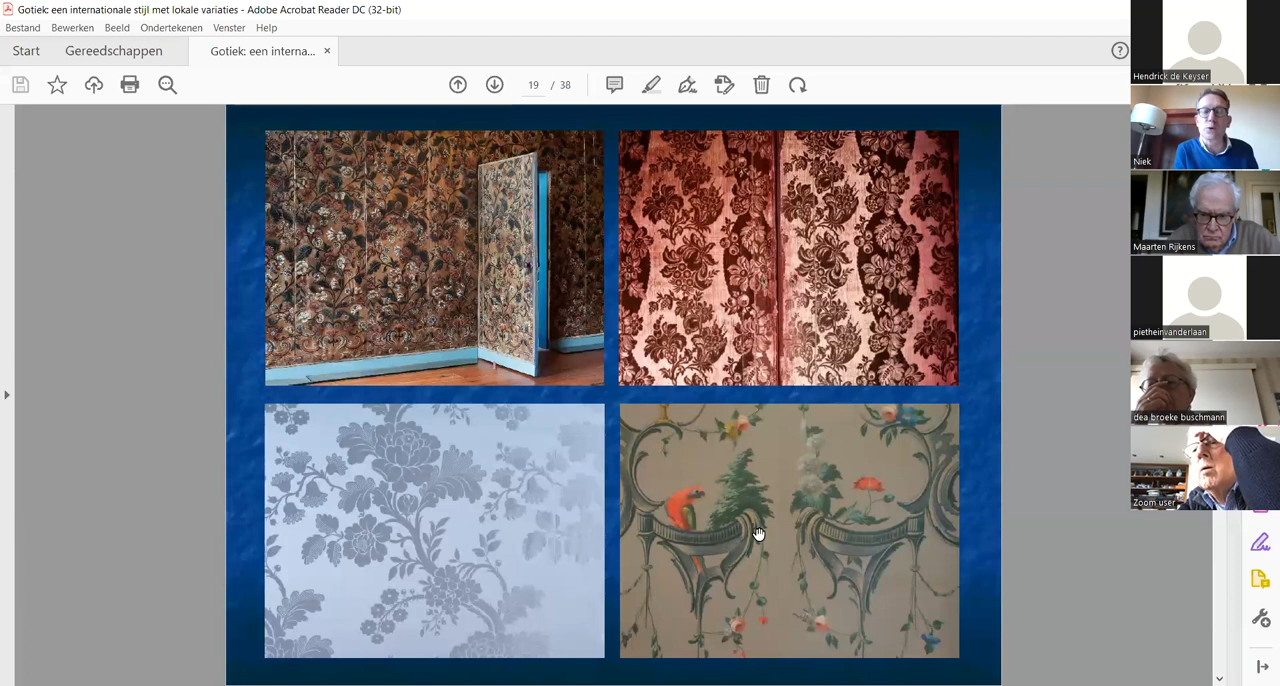 Gotiek: een internationale stijl met lokale variaties - Adobe Acrobat Reader DC (32-bit)
Bestand Bewerken Beeld Ondertekenen Venster Help
Start Gereedschappen Gotiek: een interna... ×
?
19 / 38
Hendrick de Keyser
Niek
Maarten Rijkens
pietheinvanderlaan
dea broeke buschmann
Zoom user